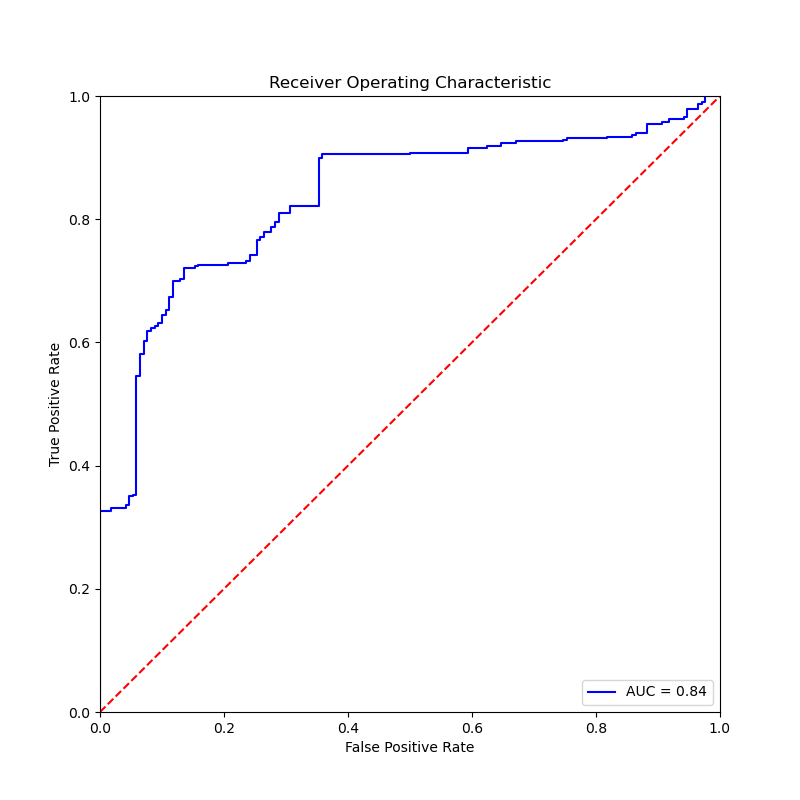 Receiver Operating Characteristic
1.0
0.8
0.6
0.4
0.2
0.0
True Positive Rate
AUC = 0.84
0.0 0.2 0.4 0.6 0.8 1.0
False Positive Rate